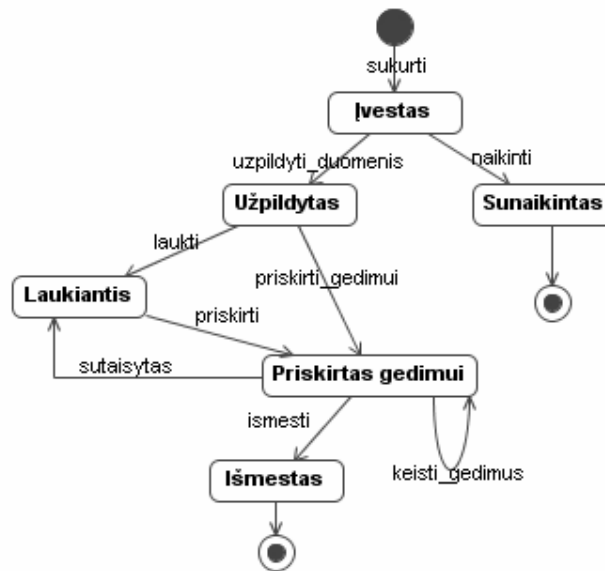 sukurti
Įvestas
uzpildyti_duomenis
naikinti
Užpildytas
Sunaikintas
laukti
priskirti_gedimui
Laukiantis
priskirti
sutaisytas
Priskirtas gedimui
ismesti
keisti_gedimus
Išmestas